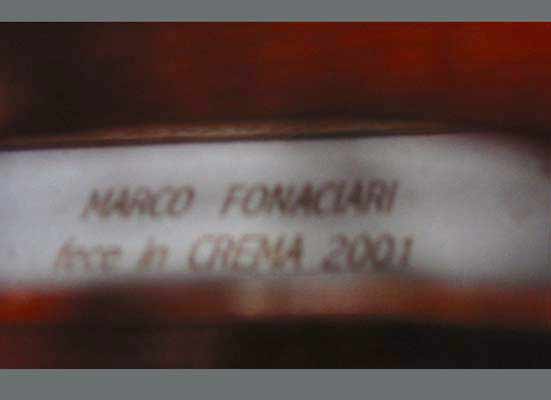 MARCO FONACIARI
fece in CREMA 2001